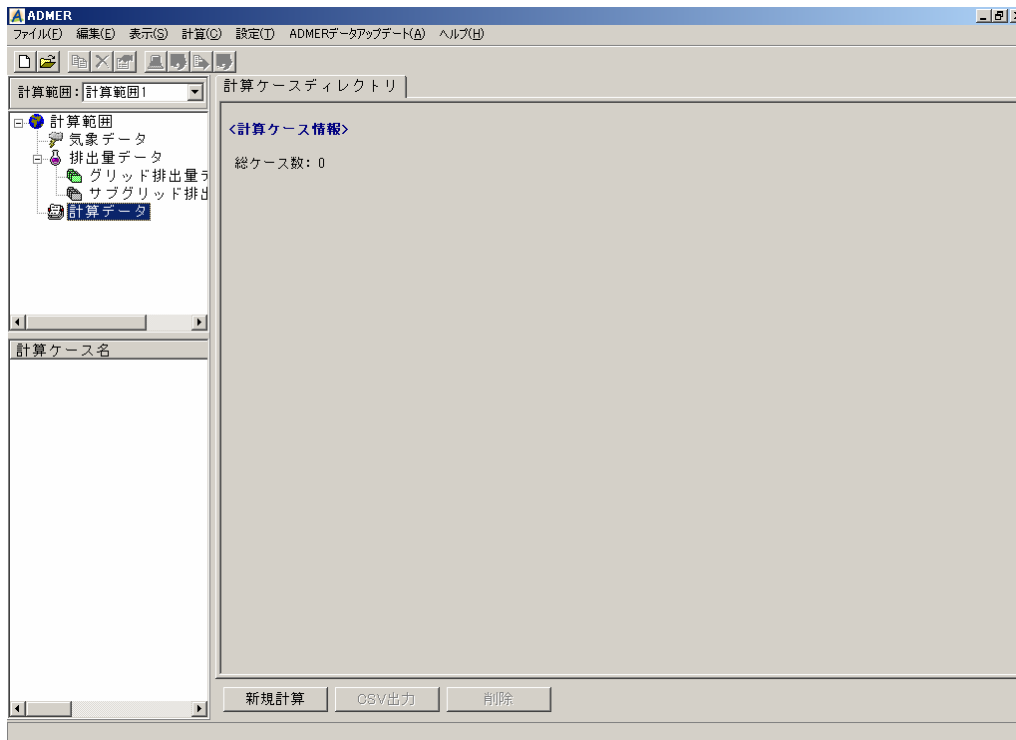 ADMER
ファイル(F) 編集(E) 表示(S) 計算(C) 設定(T) ADMERデータアップデート(A) ヘルプ(H)
計算範囲: 計算範囲1
計算範囲
気象データ
排出量データ
グリッド排出量デ
サブグリッド排出
計算データ
計算ケース名
計算ケースディレクトリ
<計算ケース情報>
総ケース数: 0
新規計算 CSV出力 削除